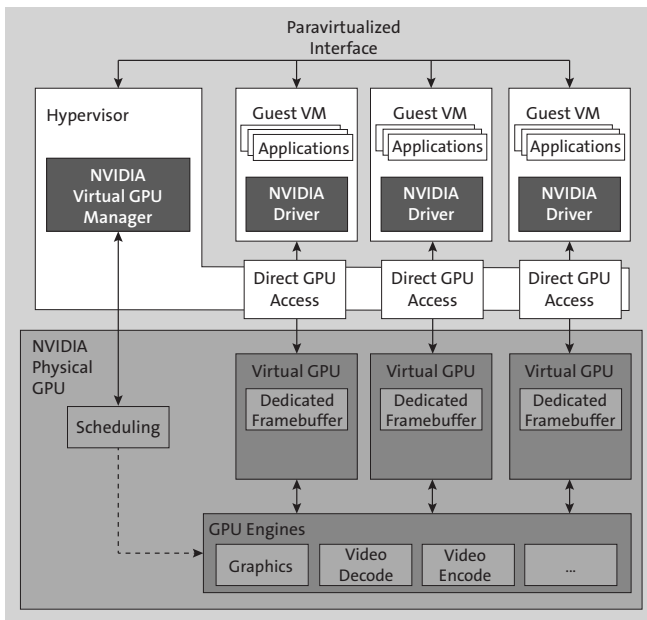 Paravirtualized
Interface
Hypervisor
NVIDIA
Virtual GPU
Manager
Guest VM
Applications
NVIDIA
Driver
Guest VM
Applications
NVIDIA
Driver
Guest VM
Applications
NVIDIA
Driver
Direct GPU
Access
Direct GPU
Access
Direct GPU
Access
NVIDIA
Physical
GPU
Scheduling
Virtual GPU
Dedicated
Framebuffer
Virtual GPU
Dedicated
Framebuffer
Virtual GPU
Dedicated
Framebuffer
GPU Engines
Graphics
Video
Decode
Video
Encode
...